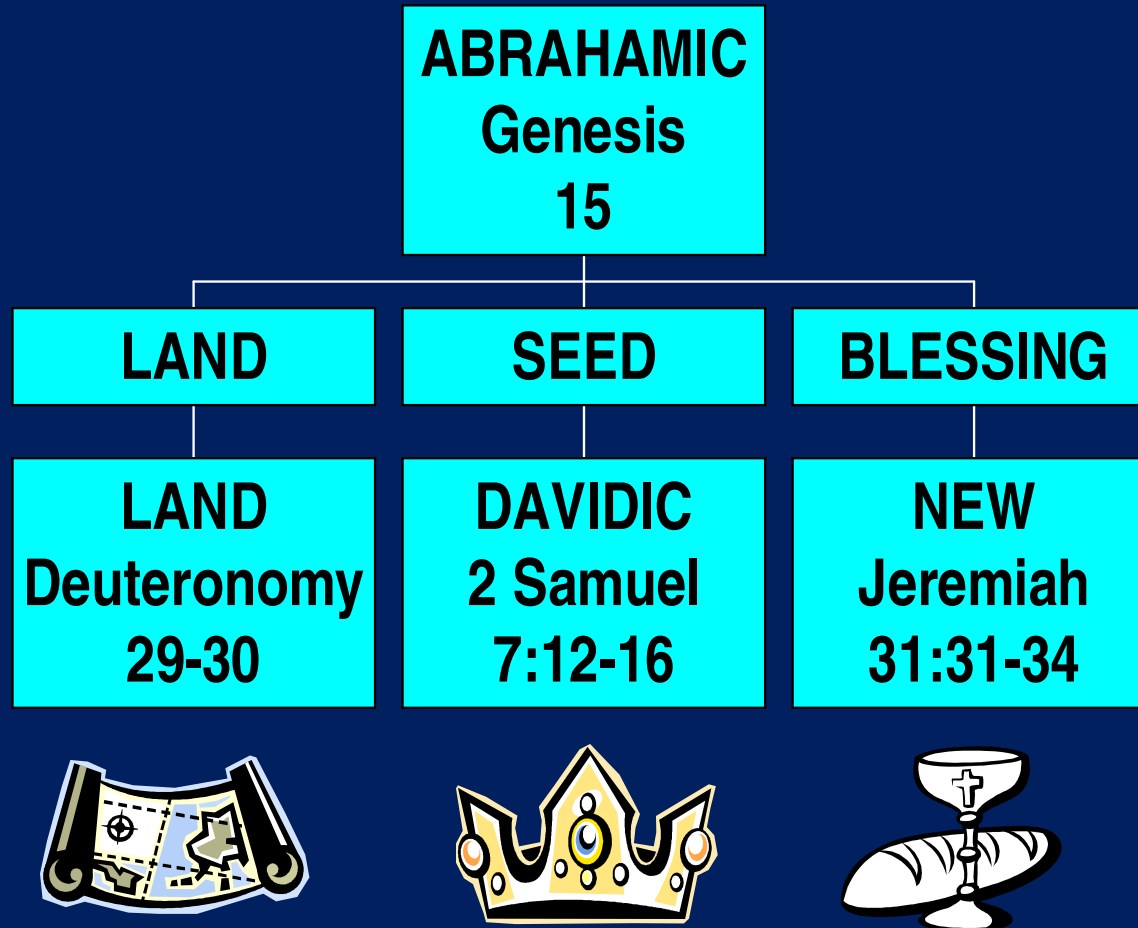 ABRAHAMIC
Genesis
15
LAND
SEED
BLESSING
LAND
Deuteronomy
29-30
DAVIDIC
2 Samuel
7:12-16
NEW
Jeremiah
31:31-34